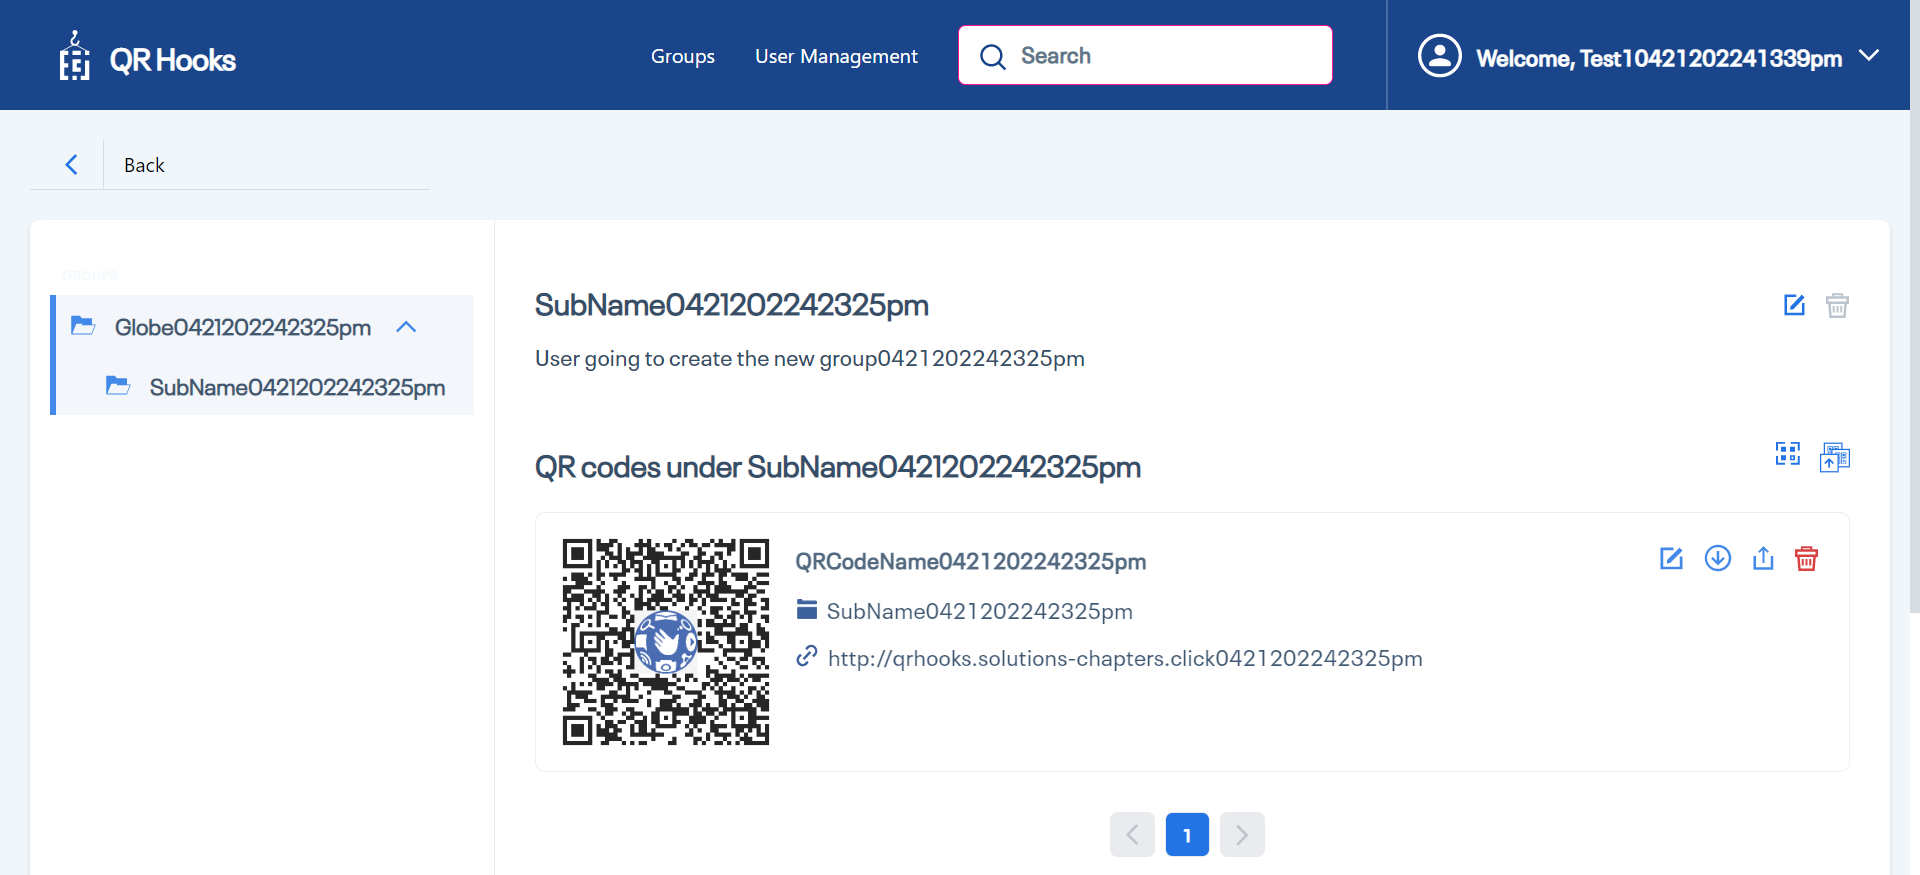 QR Hooks
Groups
User Management
Search
Welcome, Test10421202241339pm
Back
GROUPS
Globe0421202242325pm
SubName0421202242325pm
SubName0421202242325pm
User going to create the new group0421202242325pm
QR codes under SubName0421202242325pm
QRCodeName0421202242325pm
SubName0421202242325pm
http://qrhooks.solutions-chapters.click0421202242325pm
1